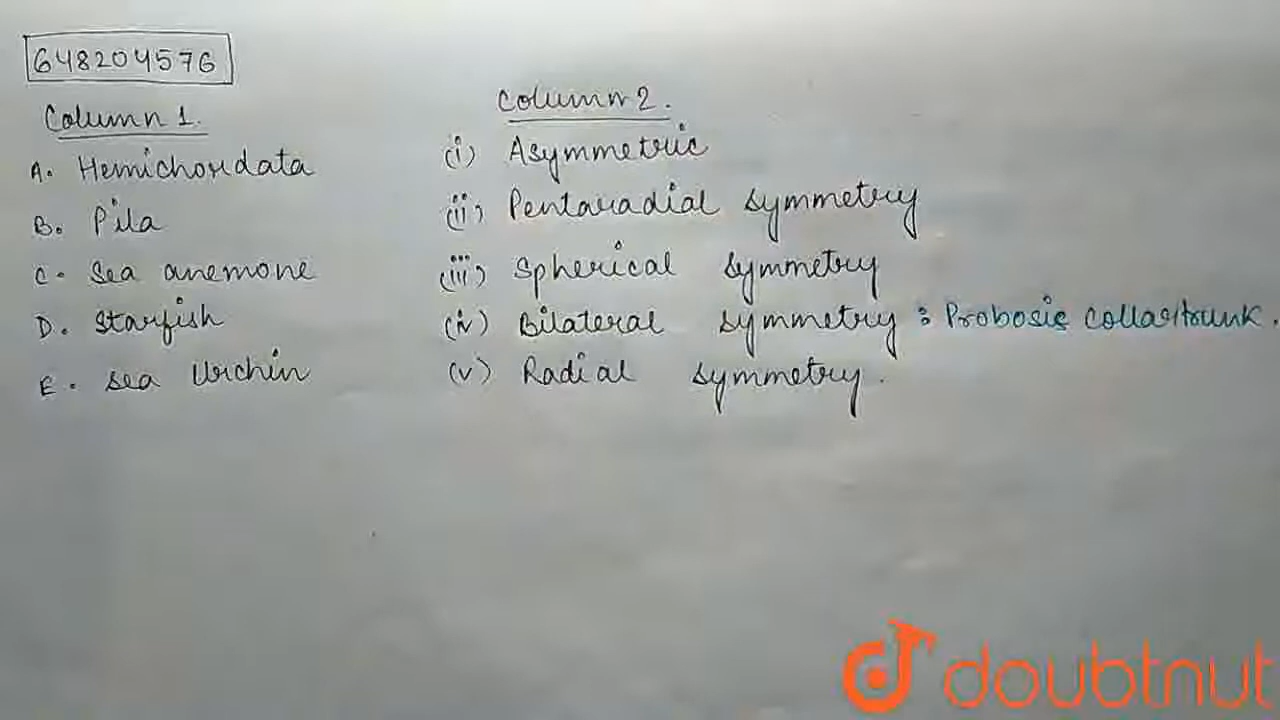 648204576
Column 1.
Column 2.
A. Hemichordata
(i) Asymmetric
B. Pila
(ii) Pentaradial symmetry
C. Sea anemone
(iii) Spherical symmetry
D. Starfish
(iv) Bilateral symmetry : Probosis collar trunk.
E. Sea Urchin
(v) Radial symmetry.
doubtnut